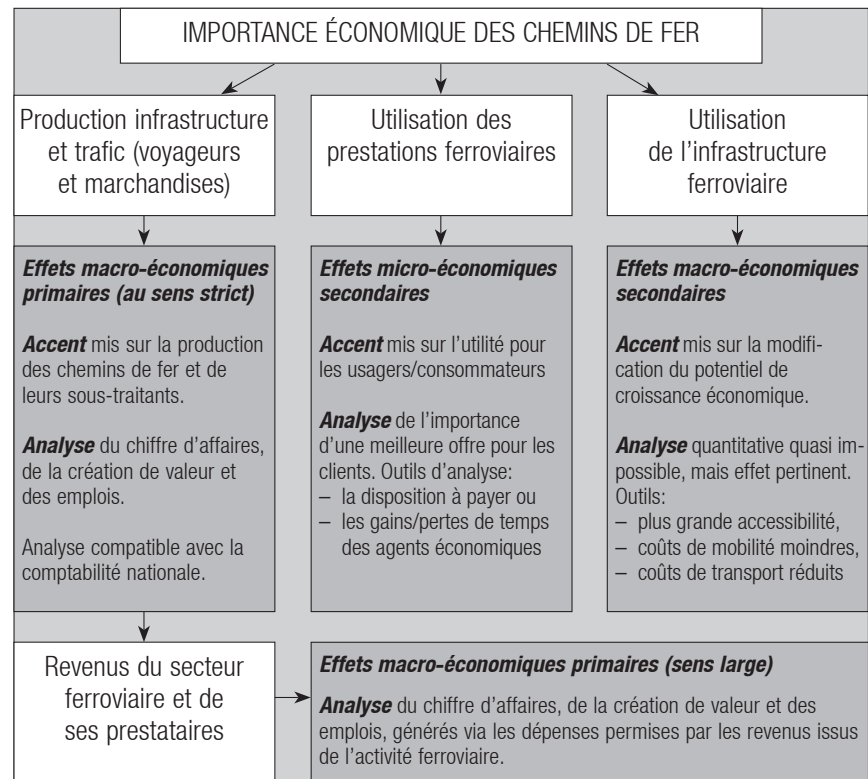 IMPORTANCE ÉCONOMIQUE DES CHEMINS DE FER
Production infrastructure
et trafic (voyageurs
et marchandises)
Utilisation des
prestations ferroviaires
Utilisation
de l’infrastructure
ferroviaire
Effets macro-économiques
primaires (au sens strict)
Accent mis sur la production
des chemins de fer et de
leurs sous-traitants.
Analyse du chiffre d’affaires,
de la création de valeur et
des emplois.
Analyse compatible avec la
comptabilité nationale.
Effets micro-économiques
secondaires
Accent mis sur l’utilité pour
les usagers/consommateurs
Analyse de l’importance
d’une meilleure offre pour les
clients. Outils d’analyse:
– la disposition à payer ou
– les gains/pertes de temps
des agents économiques
Effets macro-économiques
secondaires
Accent mis sur la modifi-
cation du potentiel de
croissance économique.
Analyse quantitative quasi im-
possible, mais effet pertinent.
Outils:
– plus grande accessibilité,
– coûts de mobilité moindres,
– coûts de transport réduits
Revenus du secteur
ferroviaire et de
ses prestataires
Effets macro-économiques primaires (sens large)
Analyse du chiffre d’affaires, de la création de valeur et des
emplois, générés via les dépenses permises par les revenus issus
de l’activité ferroviaire.